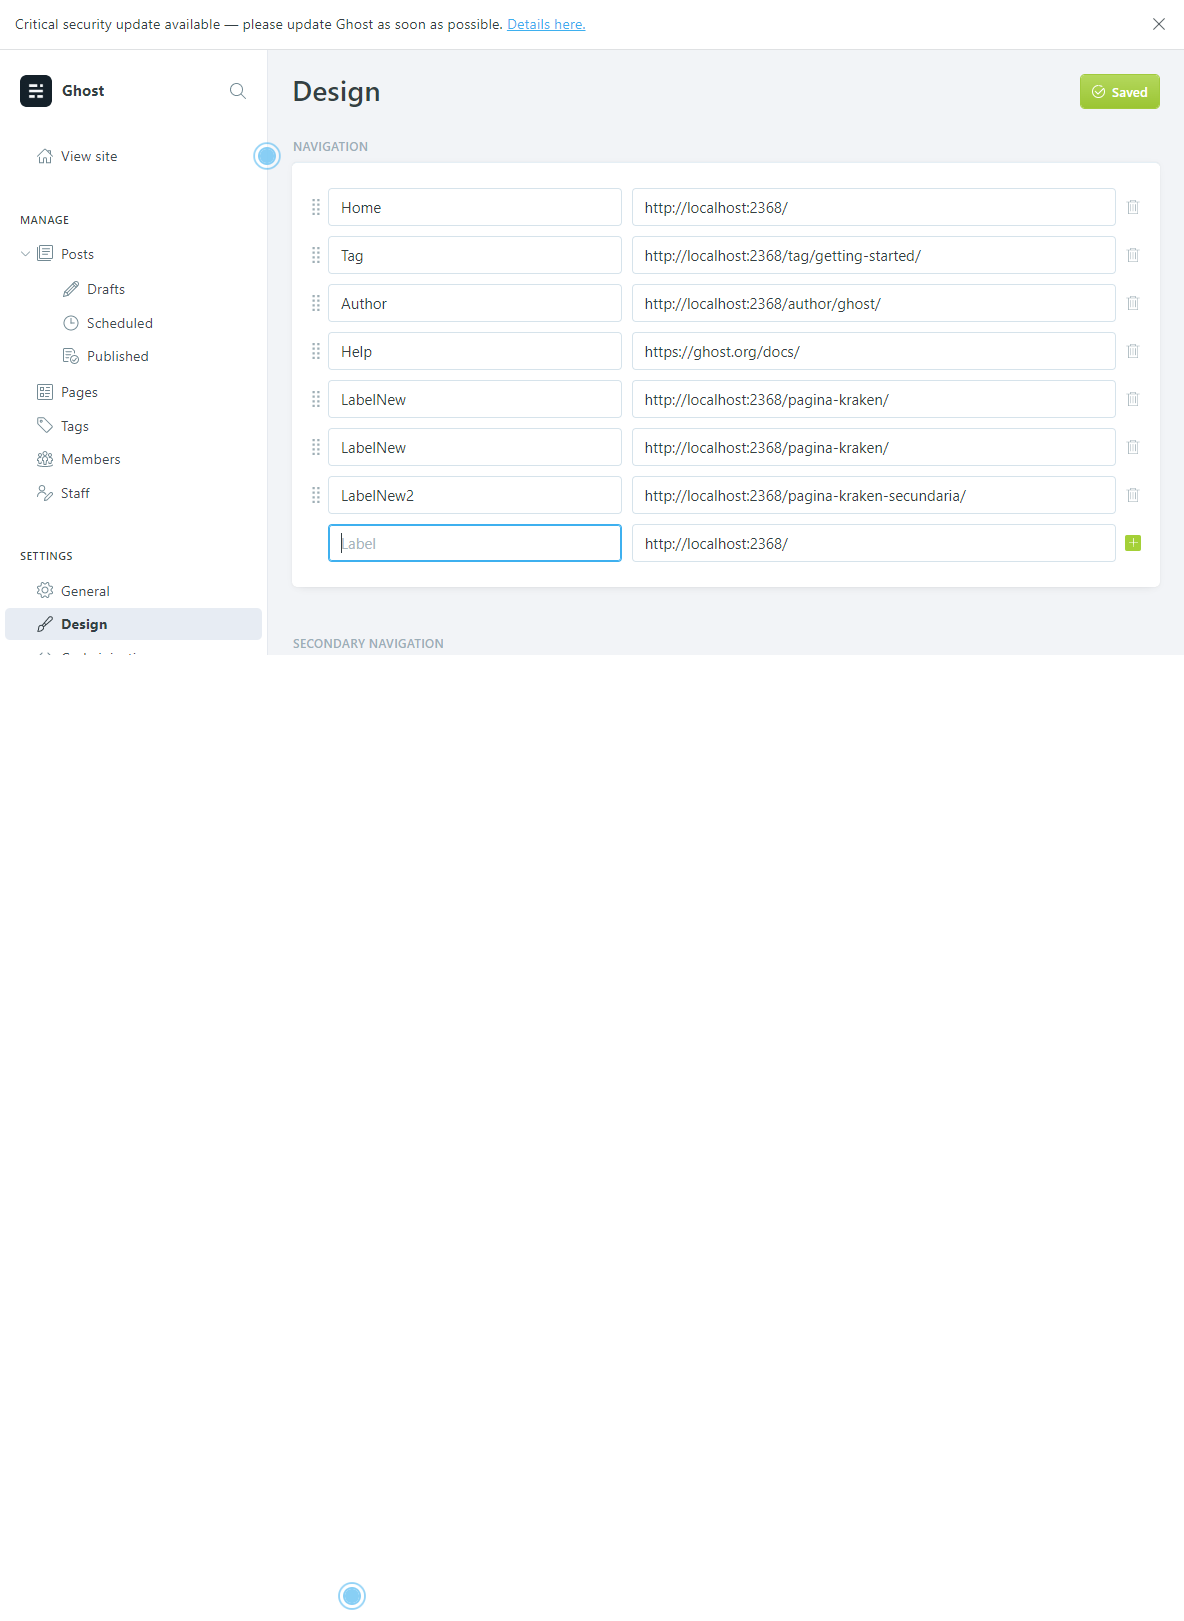 Critical security update available — please update Ghost as soon as possible. Details here.
Ghost
View site
MANAGE
Posts
Drafts
Scheduled
Published
Pages
Tags
Members
Staff
SETTINGS
General
Design
Design
Saved
NAVIGATION
Home http://localhost:2368/
Tag http://localhost:2368/tag/getting-started/
Author http://localhost:2368/author/ghost/
Help https://ghost.org/docs/
LabelNew http://localhost:2368/pagina-kraken/
LabelNew http://localhost:2368/pagina-kraken/
LabelNew2 http://localhost:2368/pagina-kraken-secundaria/
Label http://localhost:2368/
SECONDARY NAVIGATION